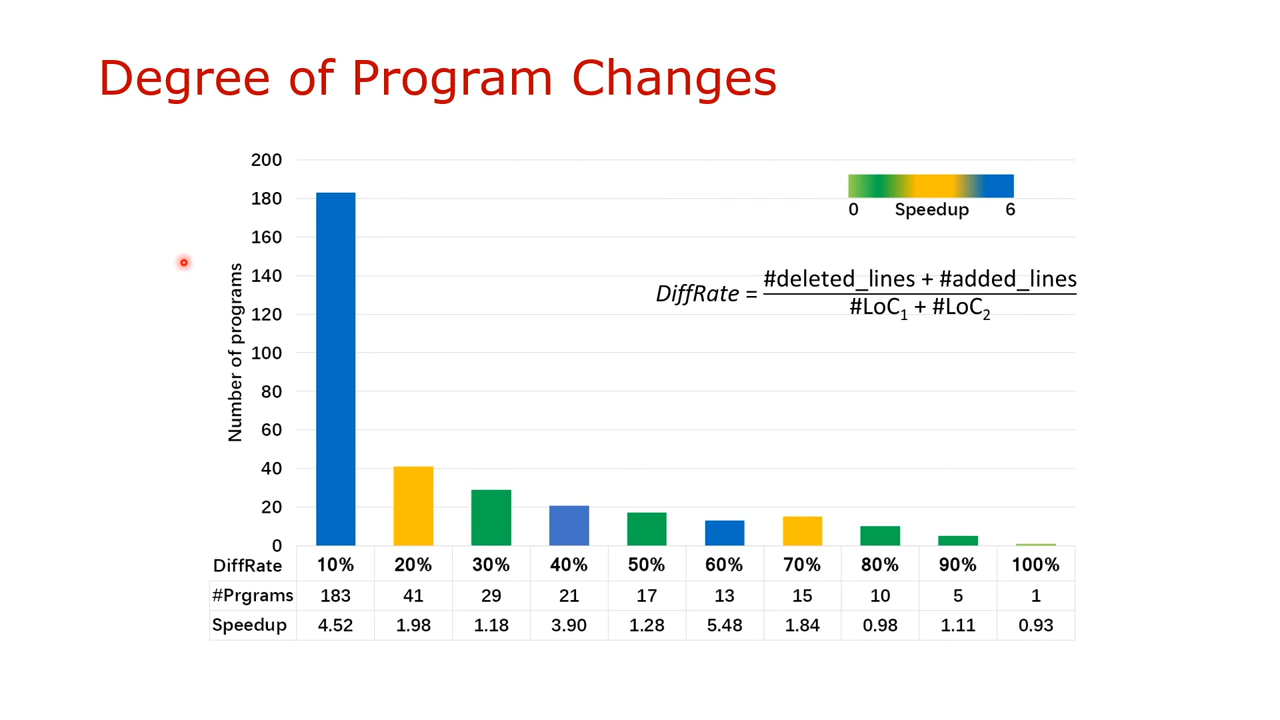 Degree of Program Changes
200
180
160
140
120
100
80
60
40
20
0
Number of programs
0 Speedup 6
DiffRate = #deleted_lines + #added_lines
#LoC₁ + #LoC₂
DiffRate 10% 20% 30% 40% 50% 60% 70% 80% 90% 100%
#Prgrams 183 41 29 21 17 13 15 10 5 1
Speedup 4.52 1.98 1.18 3.90 1.28 5.48 1.84 0.98 1.11 0.93